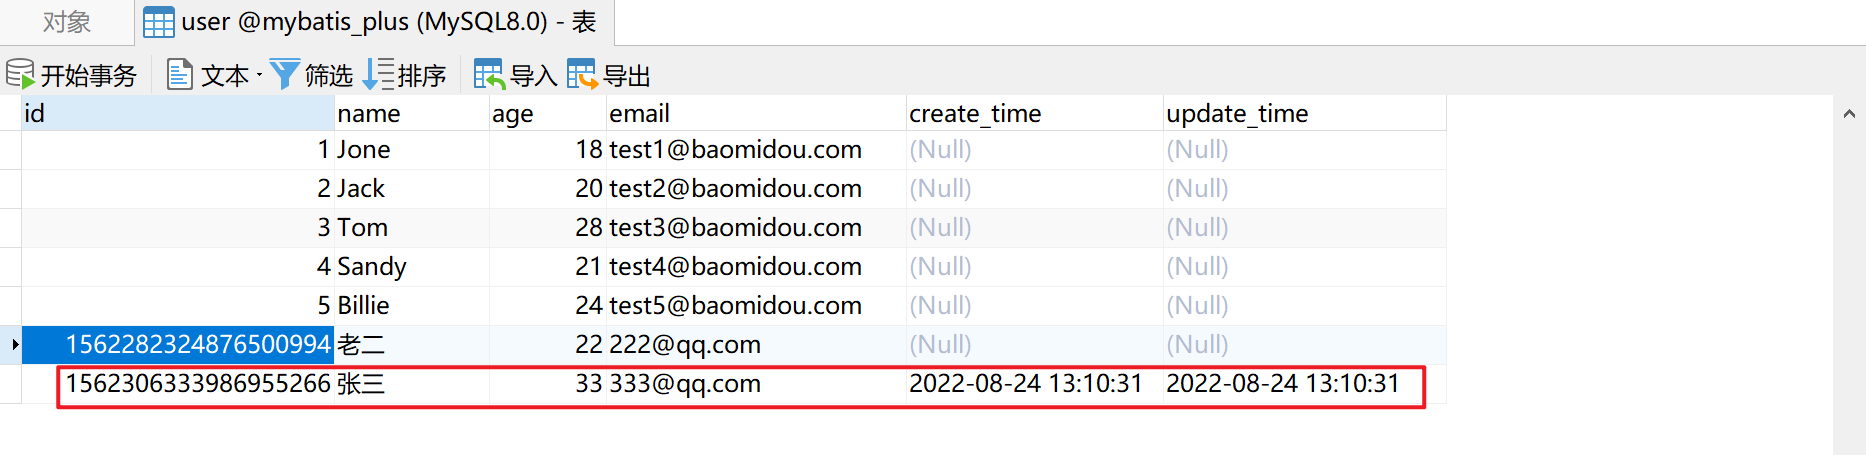 对象 user @mybatis_plus (MySQL8.0) - 表
开始事务 文本 · 筛选 排序 导入 导出
id name age email create_time update_time
1 Jone 18 test1@baomidou.com (Null) (Null)
2 Jack 20 test2@baomidou.com (Null) (Null)
3 Tom 28 test3@baomidou.com (Null) (Null)
4 Sandy 21 test4@baomidou.com (Null) (Null)
5 Billie 24 test5@baomidou.com (Null) (Null)
1562282324876500994 老二 22 222@qq.com (Null) (Null)
1562306333986955266 张三 33 333@qq.com 2022-08-24 13:10:31 2022-08-24 13:10:31